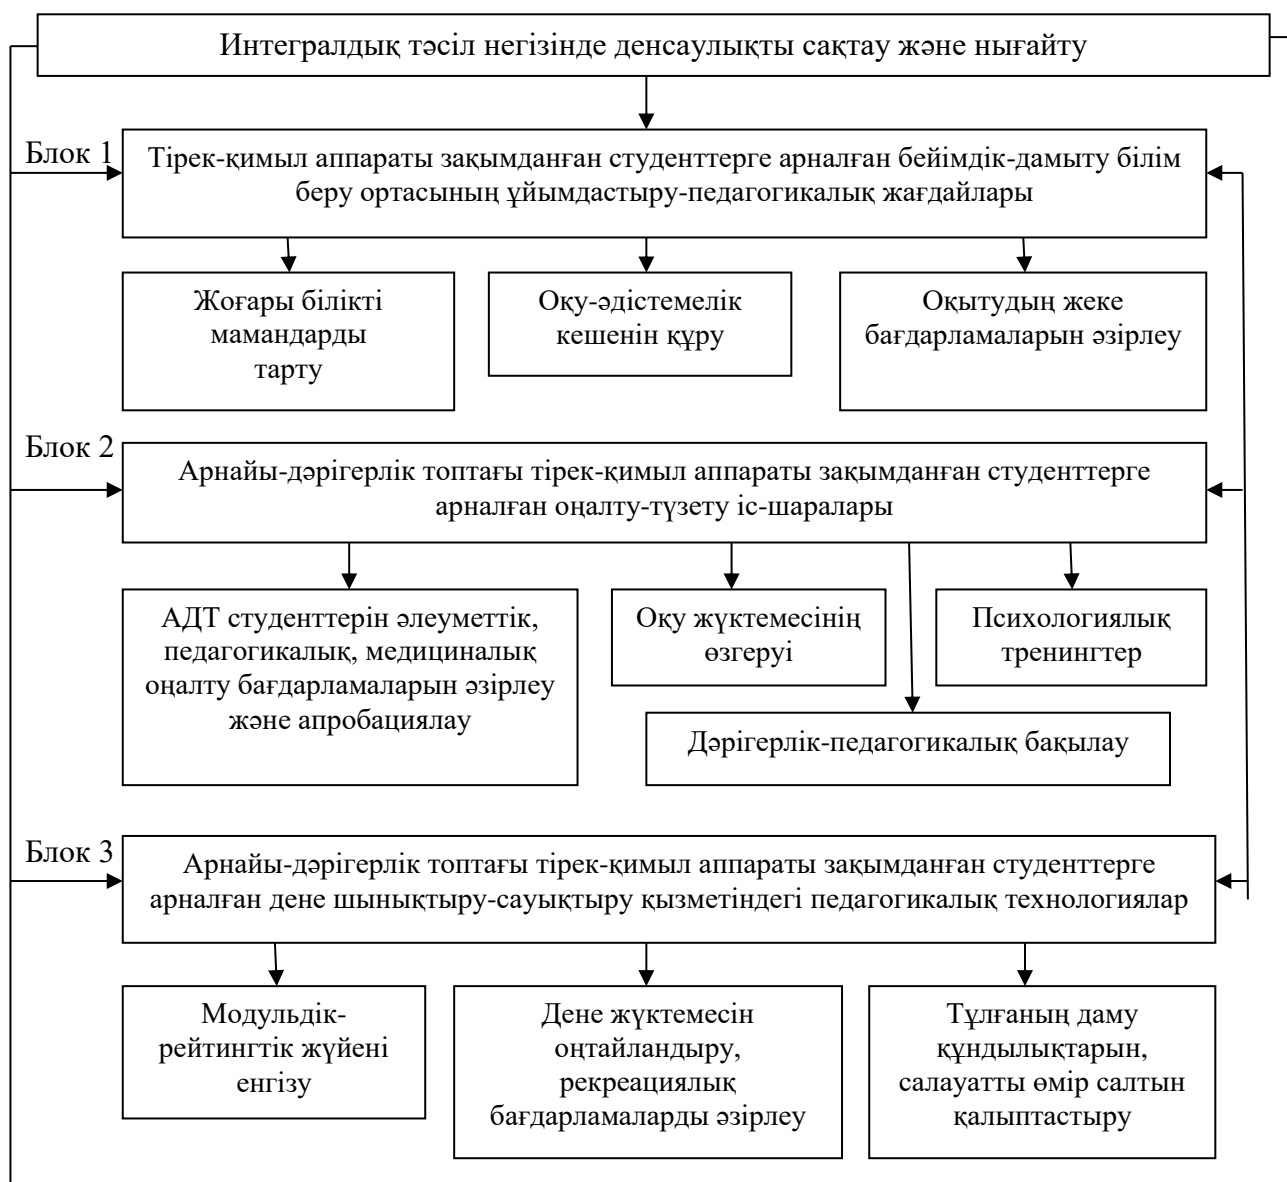 Интегралдық тәсіл негізінде денсаулықты сақтау және нығайту
Блок 1
Тірек-қимыл аппараты зақымданған студенттерге арналған бейімдік-дамыту білім
беру ортасының ұйымдастыру-педагогикалық жағдайлары
Жоғары білікті
мамандарды
тарту
Оқу-әдістемелік
кешенін құру
Оқытудың жеке
бағдарламаларын әзірлеу
Блок 2
Арнайы-дәрігерлік топтағы тірек-қимыл аппараты зақымданған студенттерге
арналған оңалту-түзету іс-шаралары
АДТ студенттерін әлеуметтік,
педагогикалық, медициналық
оңалту бағдарламаларын әзірлеу
және апробациялау
Оқу жүктемесінің
өзгеруі
Психологиялық
тренингтер
Дәрігерлік-педагогикалық бақылау
Блок 3
Арнайы-дәрігерлік топтағы тірек-қимыл аппараты зақымданған студенттерге
арналған дене шынықтыру-сауықтыру қызметіндегі педагогикалық технологиялар
Модульдік-
рейтингтік жүйені
енгізу
Дене жүктемесін
оңтайландыру,
рекреациялық
бағдарламаларды әзірлеу
Тұлғаның даму
құндылықтарын,
салауатты өмір салтын
қалыптастыру